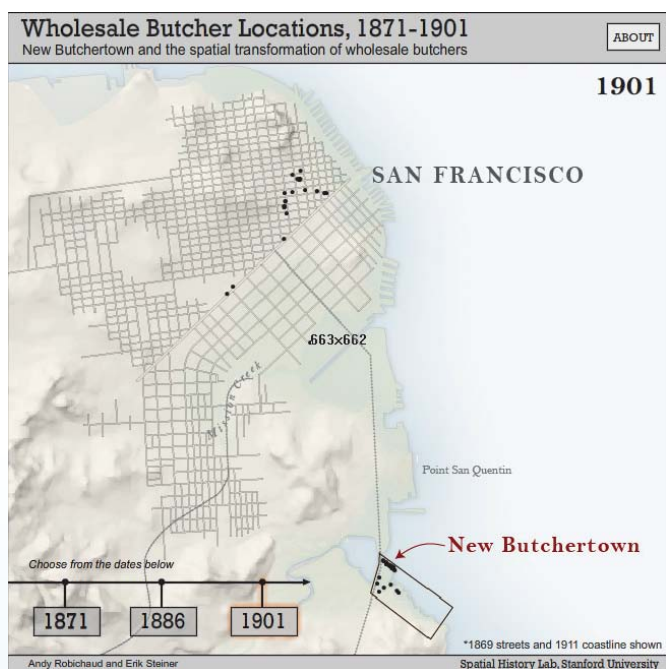 Wholesale Butcher Locations, 1871-1901
New Butchertown and the spatial transformation of wholesale butchers
ABOUT
1901
SAN FRANCISCO
663×662
Mission Creek
Point San Quentin
New Butchertown
Choose from the dates below
1871
1886
1901
*1869 streets and 1911 coastline shown
Andy Robichaud and Erik Steiner
Spatial History Lab, Stanford University